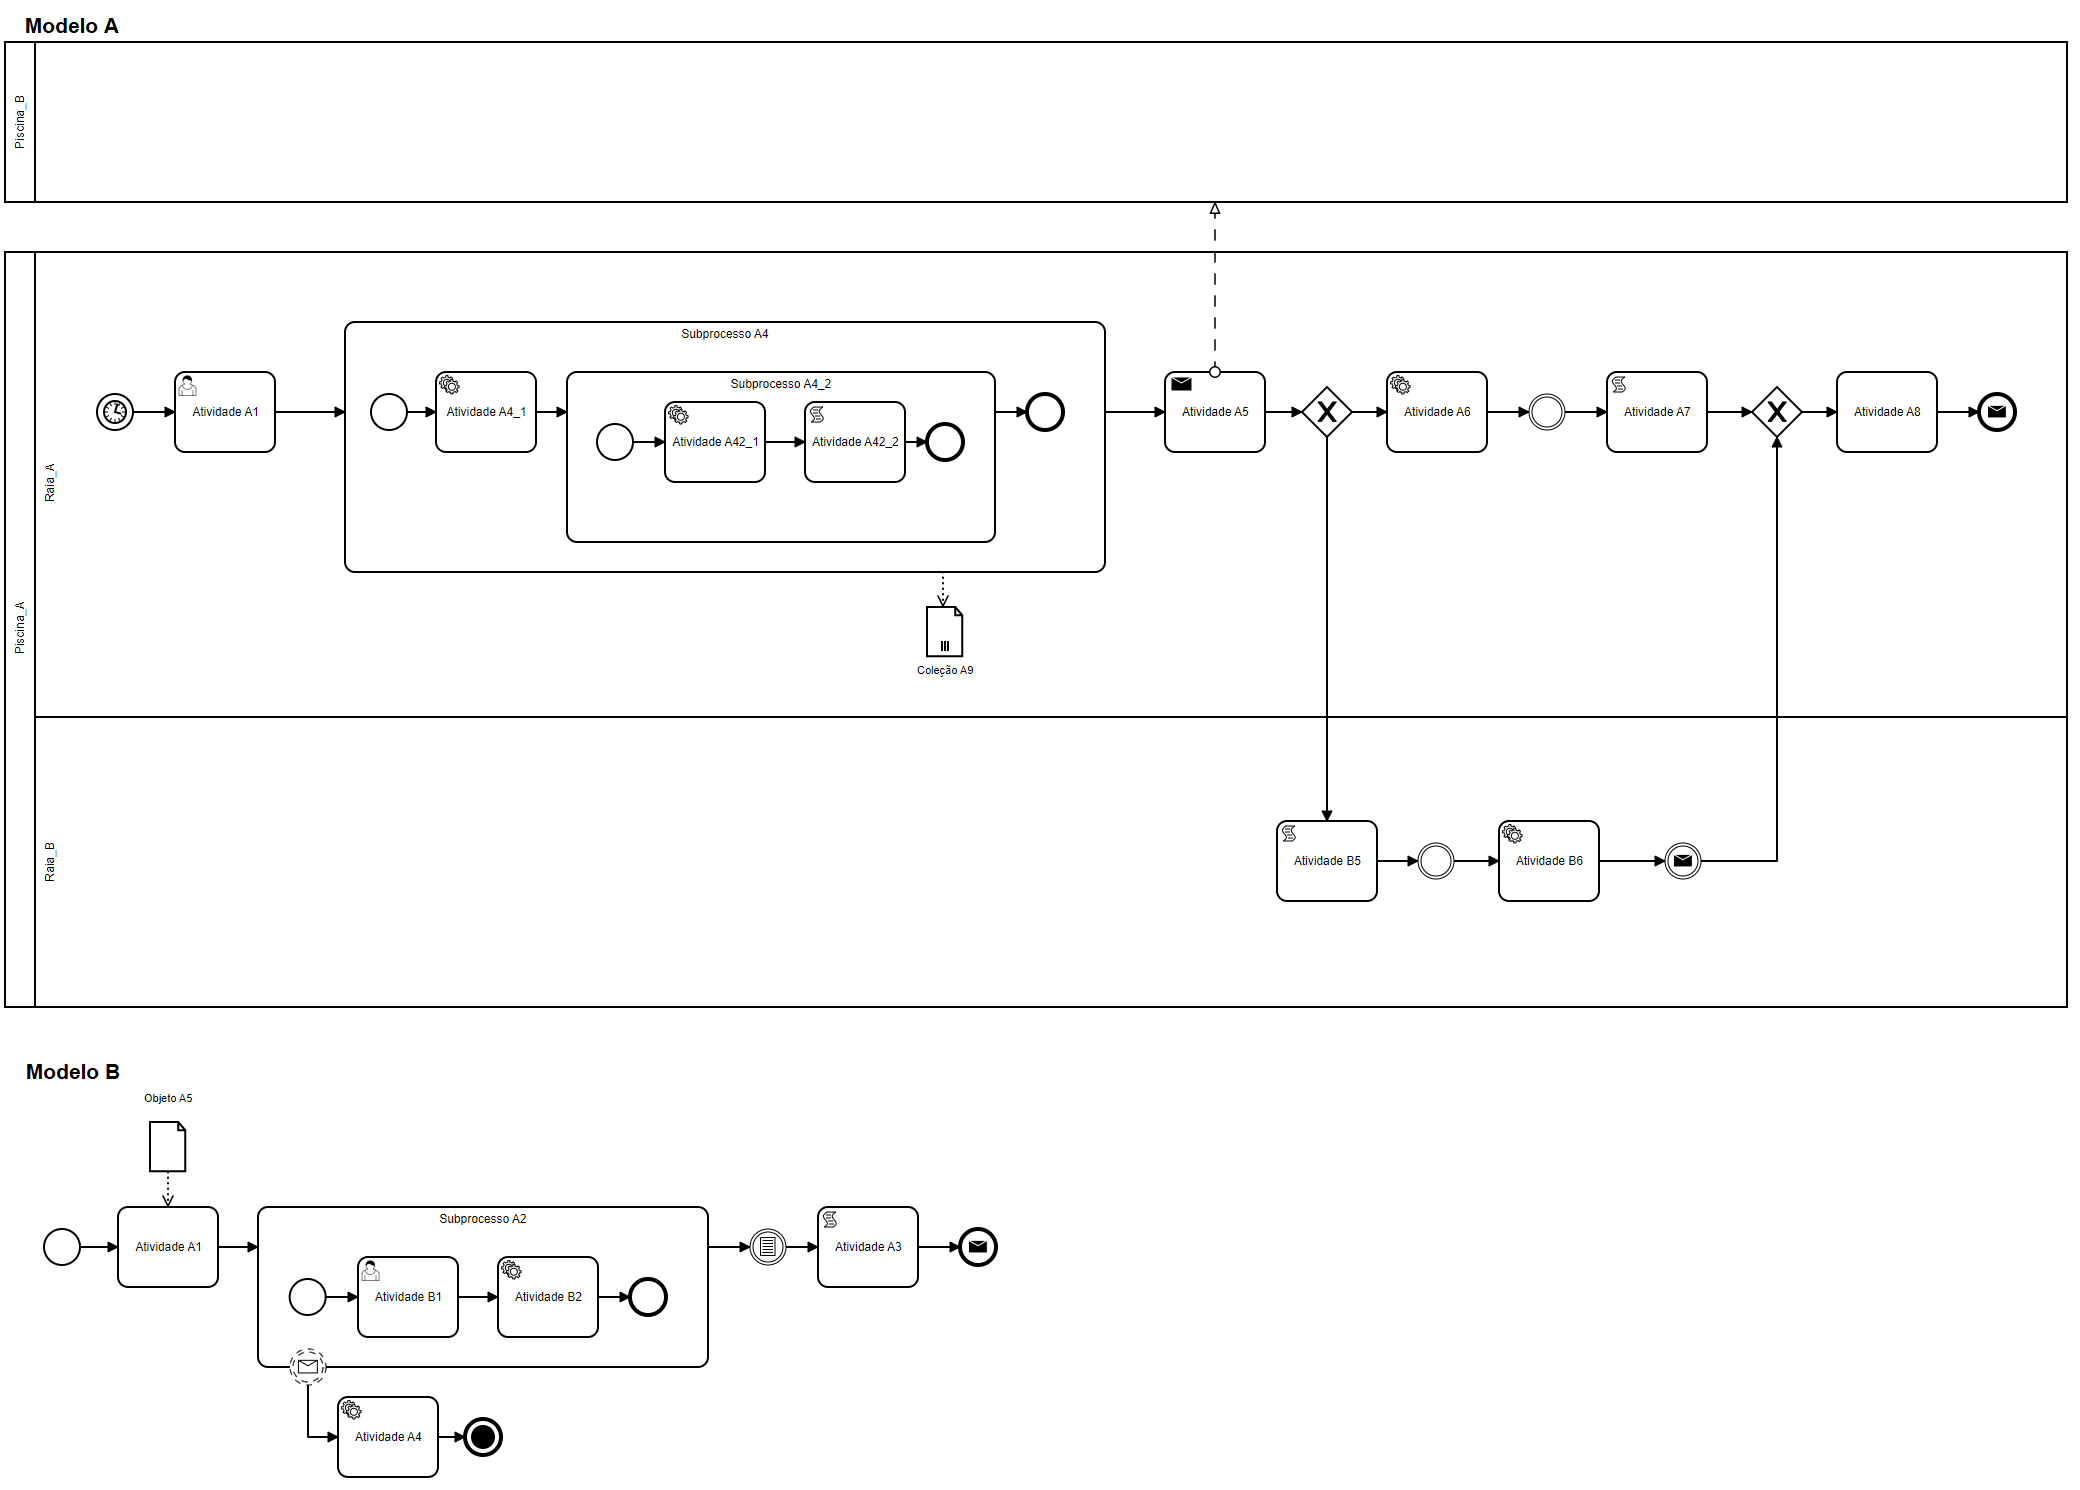 Modelo A
Piscina_B
Piscina_A
Raia_A
Subprocesso A4
Subprocesso A4_2
Atividade A1
Atividade A4_1
Atividade A42_1
Atividade A42_2
Atividade A5
Atividade A6
Atividade A7
Atividade A8
Coleção A9
Raia_B
Atividade B5
Atividade B6
Modelo B
Objeto A5
Atividade A1
Subprocesso A2
Atividade B1
Atividade B2
Atividade A3
Atividade A4